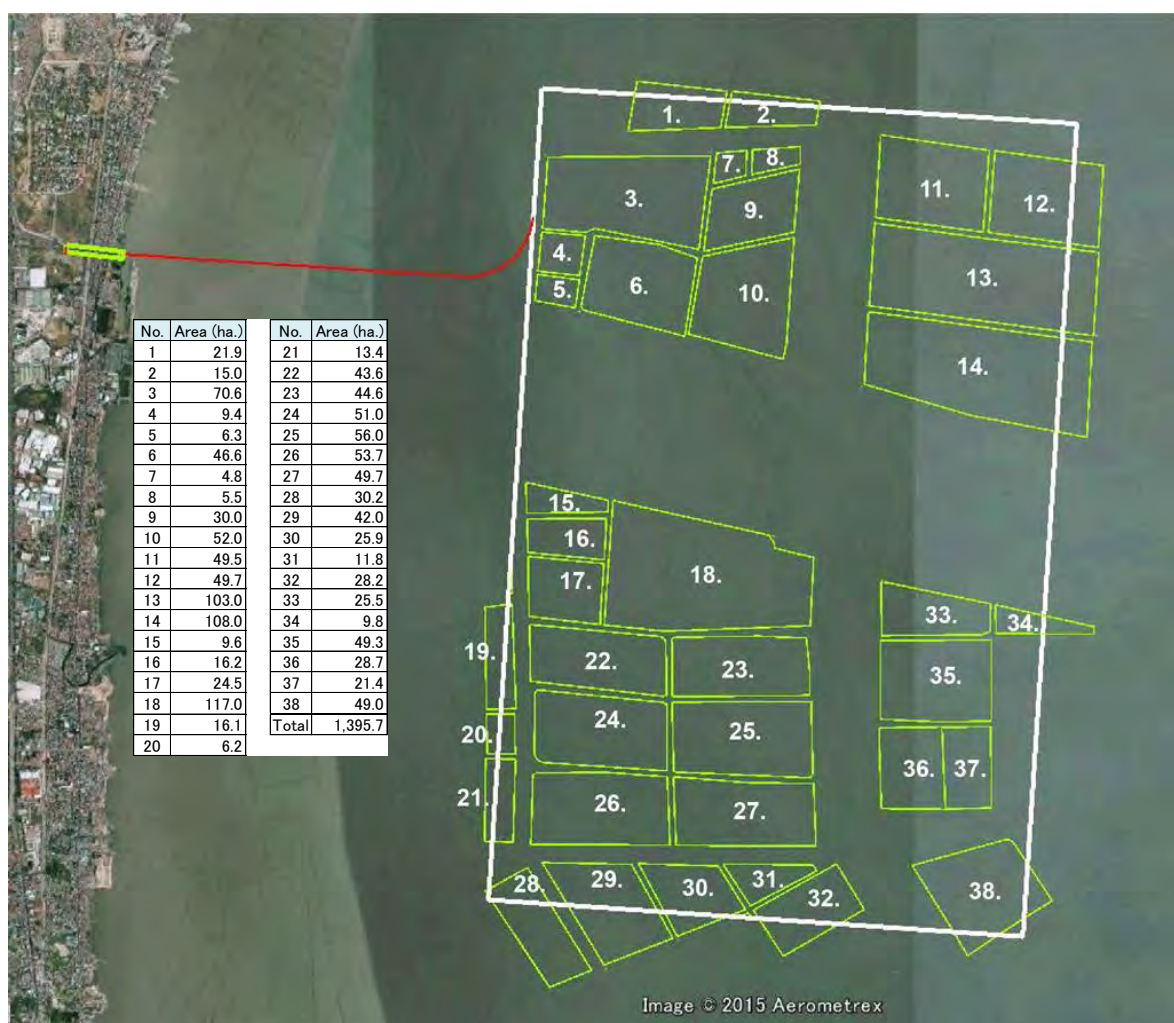 1. 2.
7. 8.
3. 9. 11. 12.
4. 5. 6. 10. 13.
14.
No. Area (ha.) No. Area (ha.)
1 21.9 21 13.4
2 15.0 22 43.6
3 70.6 23 44.6
4 9.4 24 51.0
5 6.3 25 56.0
6 46.6 26 53.7
7 4.8 27 49.7
8 5.5 28 30.2
9 30.0 29 42.0
10 52.0 30 25.9
11 49.5 31 11.8
12 49.7 32 28.2
13 103.0 33 25.5
14 108.0 34 9.8
15 9.6 35 49.3
16 16.2 36 28.7
17 24.5 37 21.4
18 117.0 38 49.0
19 16.1 Total 1,395.7
20 6.2
15.
16.
17. 18.
33. 34.
19. 22. 23. 35.
20. 24. 25.
36. 37.
21. 26. 27.
28. 29. 30. 31. 32. 38.
Image © 2015 Aerometrex